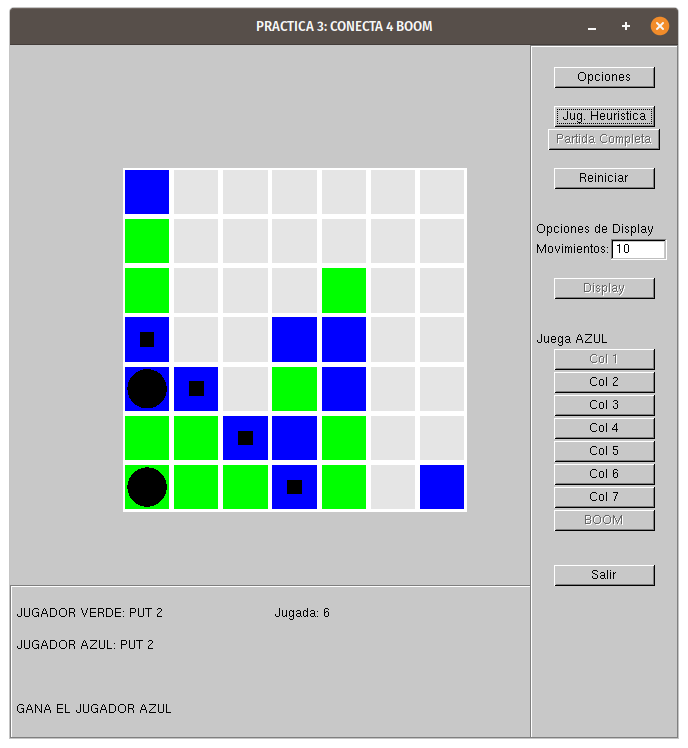 PRACTICA 3: CONECTA 4 BOOM
Opciones
Jug. Heuristica
Partida Completa
Reiniciar
Opciones de Display
Movimientos: 10
Display
Juega AZUL
Col 1
Col 2
Col 3
Col 4
Col 5
Col 6
Col 7
BOOM
Salir
JUGADOR VERDE: PUT 2 Jugada: 6
JUGADOR AZUL: PUT 2
GANA EL JUGADOR AZUL